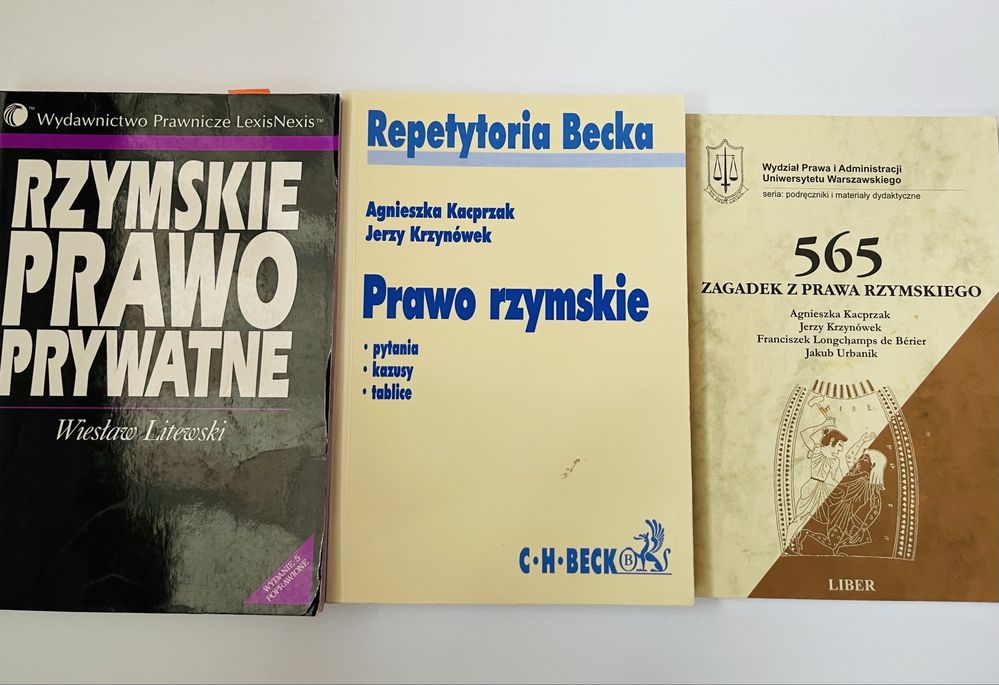 Wydawnictwo Prawnicze LexisNexis™
RZYMSKIE
PRAWO
PRYWATNE
Wiesław Litewski
WYDANIE 5
POPRAWIONE
Repetytoria Becka
Agnieszka Kacprzak
Jerzy Krzynówek
Prawo rzymskie
• pytania
• kazusy
• tablice
C·H·BECK
B
Wydział Prawa i Administracji
Uniwersytetu Warszawskiego
seria: podręczniki i materiały dydaktyczne
565
ZAGADEK Z PRAWA RZYMSKIEGO
Agnieszka Kacprzak
Jerzy Krzynówek
Franciszek Longchamps de Bérier
Jakub Urbanik
LIBER